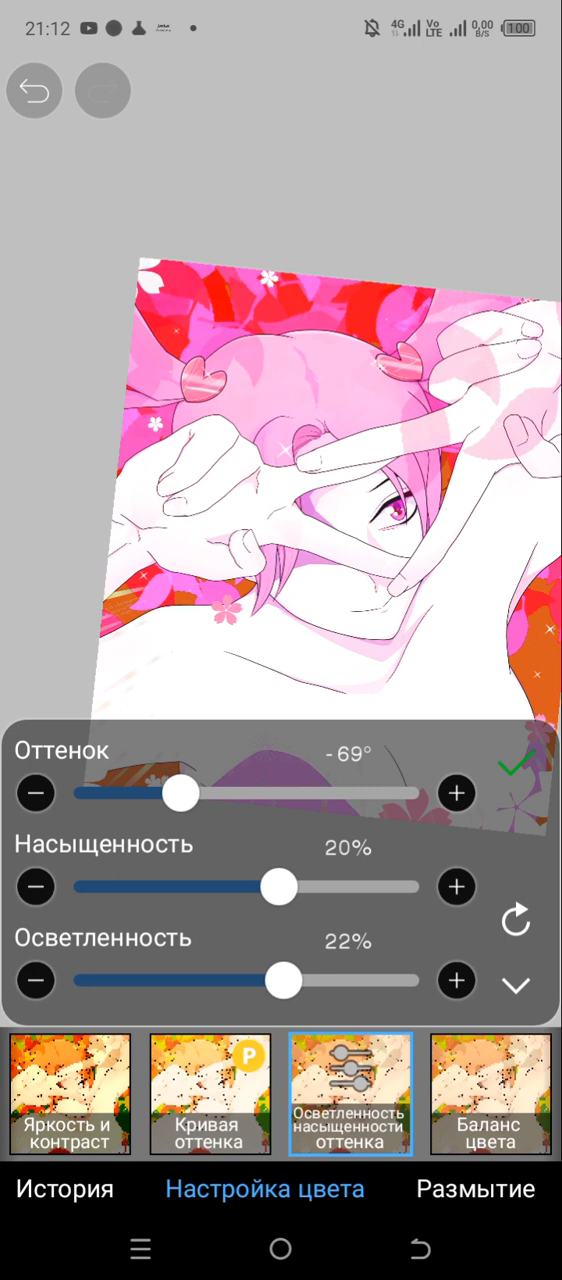 21:12
4G
Vo
LTE
0,00
B/S
100
Оттенок
-69°
Насыщенность
20%
Осветленность
22%
P
Яркость и
контраст
Кривая
оттенка
Осветленность
насыщенности
оттенка
Баланс
цвета
История
Настройка цвета
Размытие